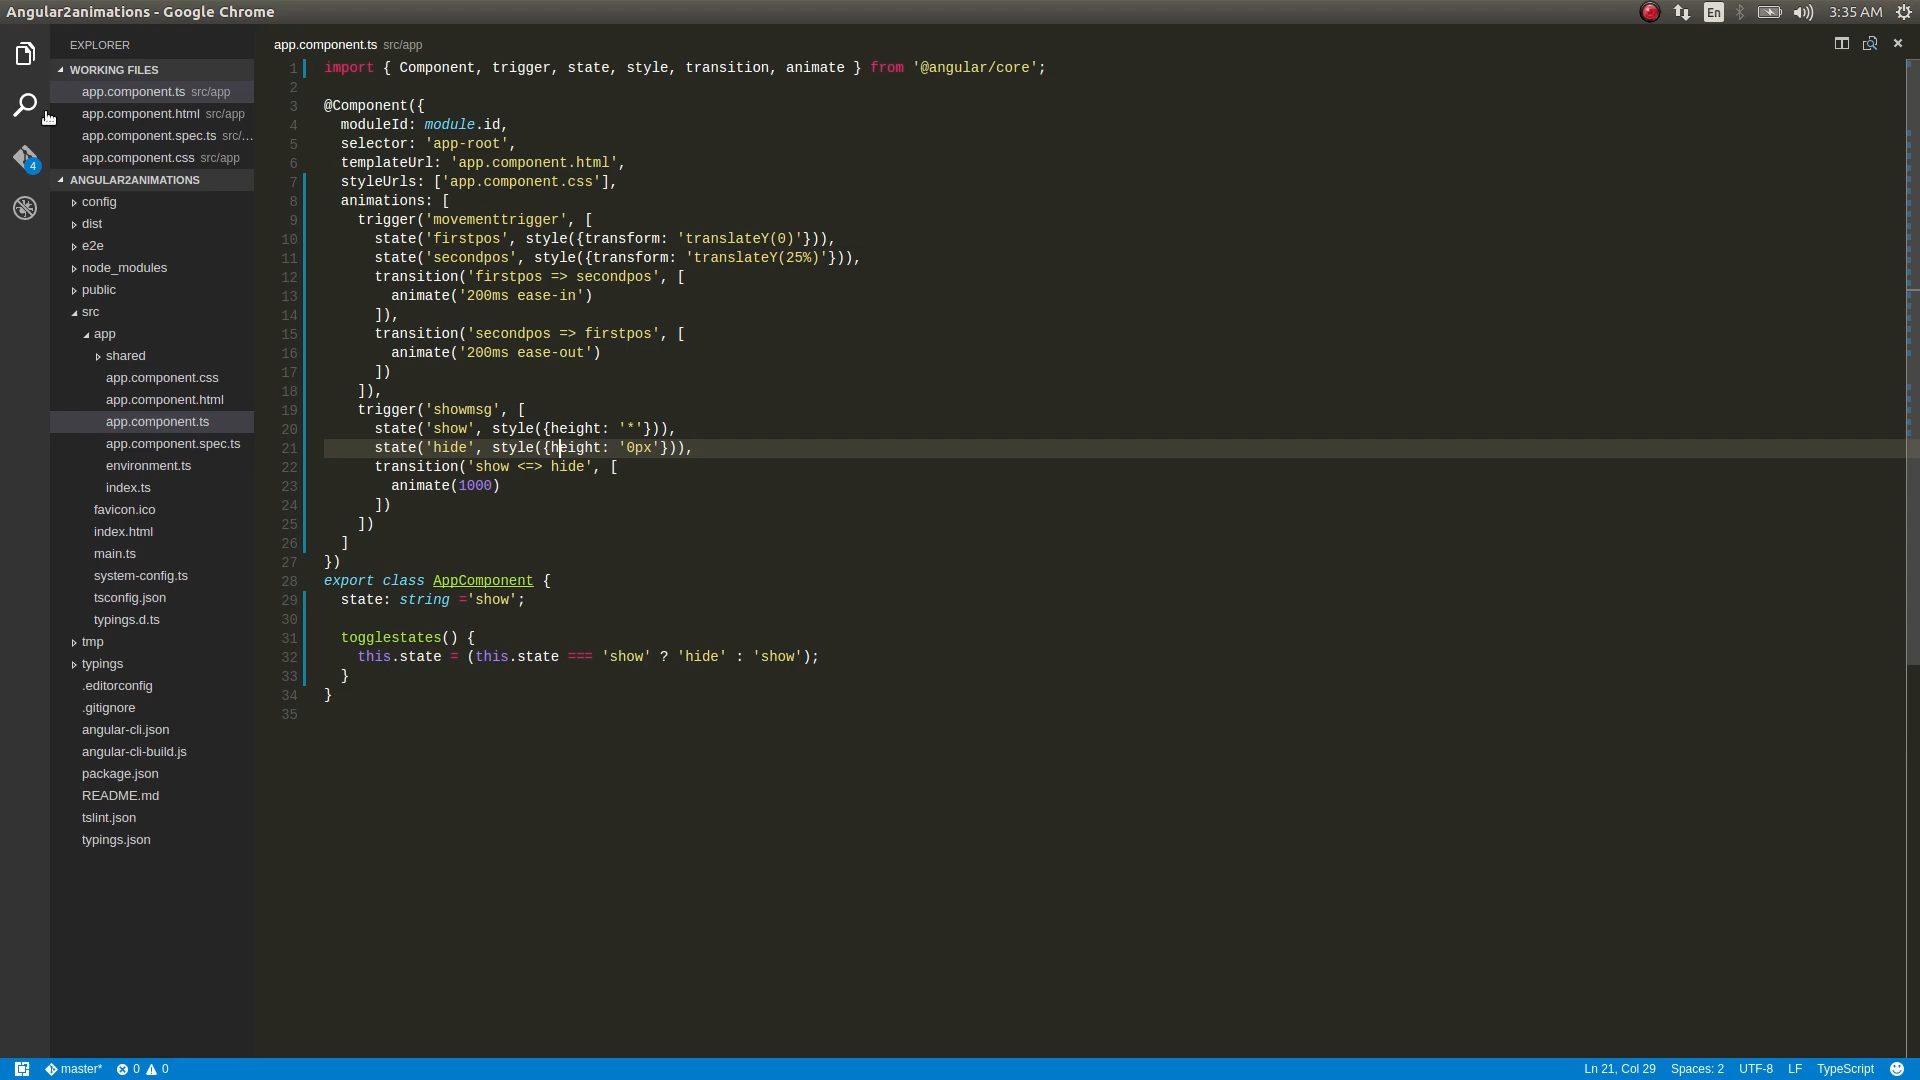 Angular2animations - Google Chrome
En
3:35 AM
EXPLORER
WORKING FILES
app.component.ts src/app
app.component.html src/app
app.component.spec.ts src/...
app.component.css src/app
4
ANGULAR2ANIMATIONS
config
dist
e2e
node_modules
public
src
app
shared
app.component.css
app.component.html
app.component.ts
app.component.spec.ts
environment.ts
index.ts
favicon.ico
index.html
main.ts
system-config.ts
tsconfig.json
typings.d.ts
tmp
typings
.editorconfig
.gitignore
angular-cli.json
angular-cli-build.js
package.json
README.md
tslint.json
typings.json
app.component.ts src/app
1 import { Component, trigger, state, style, transition, animate } from '@angular/core';
2
3 @Component({
4 moduleId: module.id,
5 selector: 'app-root',
6 templateUrl: 'app.component.html',
7 styleUrls: ['app.component.css'],
8 animations: [
9 trigger('movementtrigger', [
10 state('firstpos', style({transform: 'translateY(0)'})),
11 state('secondpos', style({transform: 'translateY(25%)'})),
12 transition('firstpos => secondpos', [
13 animate('200ms ease-in')
14 ]),
15 transition('secondpos => firstpos', [
16 animate('200ms ease-out')
17 ])
18 ]),
19 trigger('showmsg', [
20 state('show', style({height: '*'})),
21 state('hide', style({height: '0px'})),
22 transition('show <=> hide', [
23 animate(1000)
24 ])
25 ])
26 ]
27 })
28 export class AppComponent {
29 state: string ='show';
30
31 togglestates() {
32 this.state = (this.state === 'show' ? 'hide' : 'show');
33 }
34 }
35
master* 0 0
Ln 21, Col 29 Spaces: 2 UTF-8 LF TypeScript